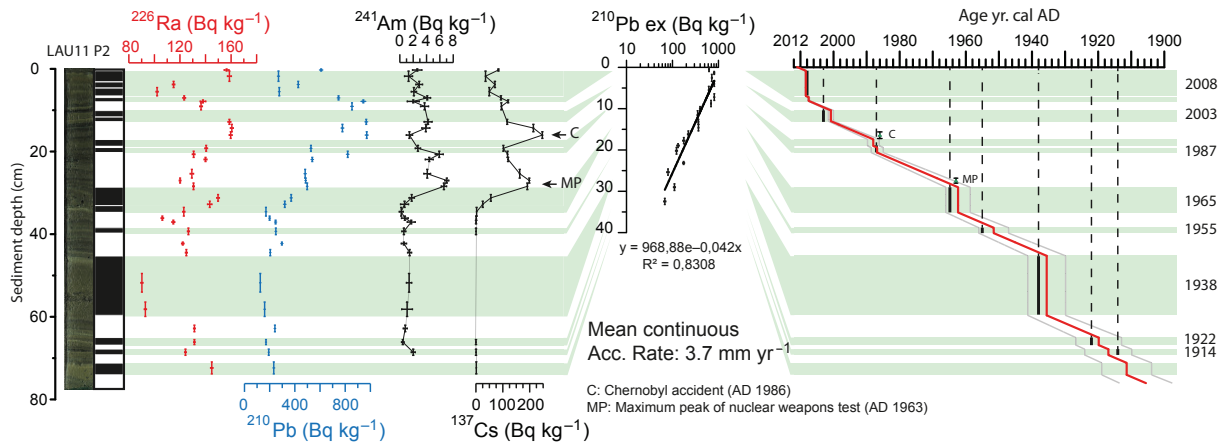 226Ra (Bq kg−1)
241Am (Bq kg−1)
210Pb ex (Bq kg−1)
Age yr. cal AD
LAU11 P2
80 120 160
0 2 4 6 8
10 100 1000
2012 2000 1980 1960 1940 1920 1900
Sediment depth (cm)
0
20
40
60
80
0
10
20
30
40
C
MP
y = 968,88e–0,042x
R² = 0,8308
Mean continuous
Acc. Rate: 3.7 mm yr−1
C
MP
2008
2003
1987
1965
1955
1938
1922
1914
0 400 800
210Pb (Bq kg−1)
0 100 200
137Cs (Bq kg−1)
C: Chernobyl accident (AD 1986)
MP: Maximum peak of nuclear weapons test (AD 1963)